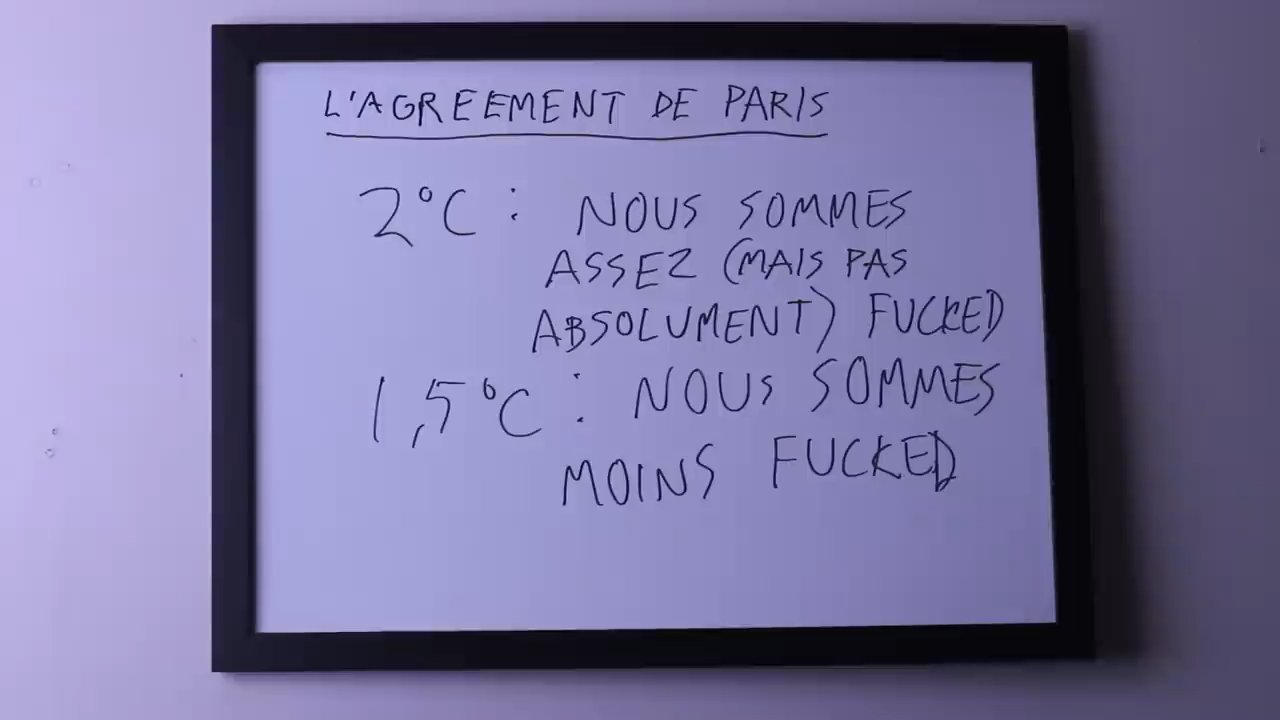 L'AGREEMENT DE PARIS
2°C : NOUS SOMMES
ASSEZ (MAIS PAS
ABSOLUMENT) FUCKED
1,5°C : NOUS SOMMES
MOINS FUCKED